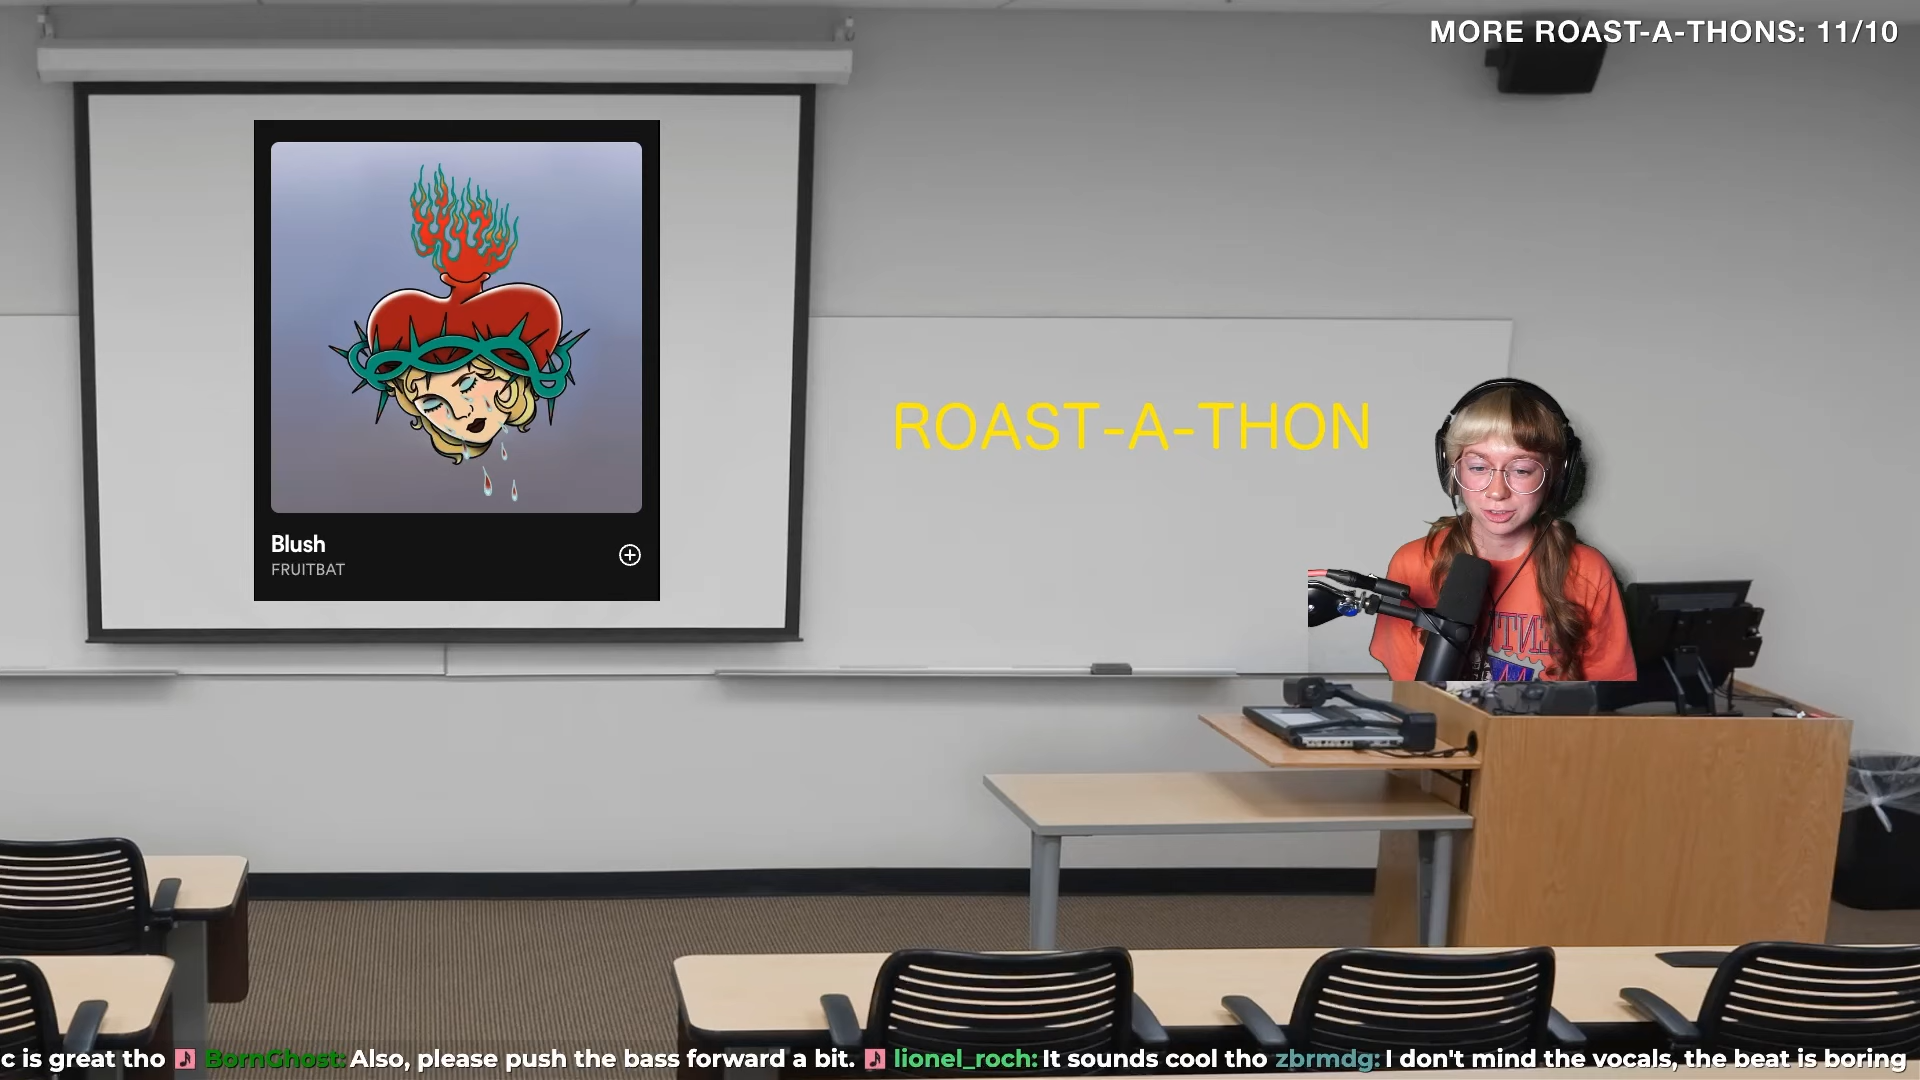 MORE ROAST-A-THONS: 11/10
ROAST-A-THON
Blush
FRUITBAT
c is great tho BornGhost: Also, please push the bass forward a bit. lionel_roch: It sounds cool tho zbrmdg: I don't mind the vocals, the beat is boring